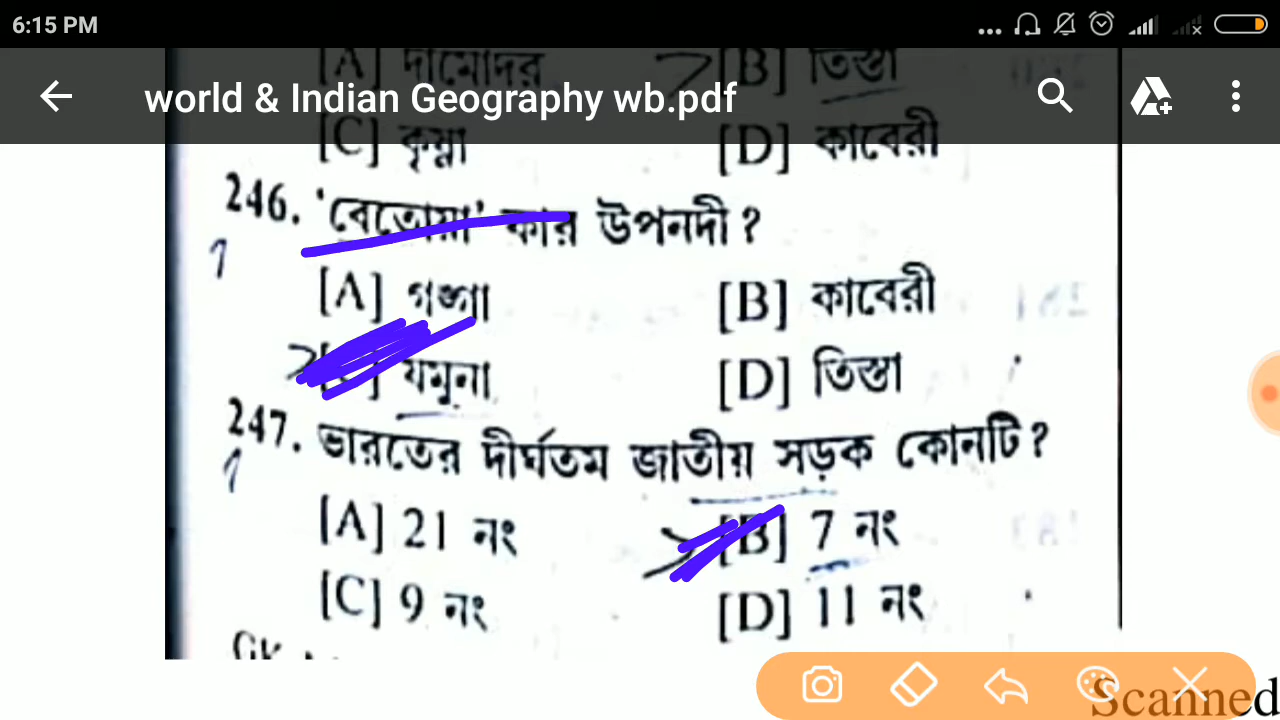 6:15 PM
world & Indian Geography wb.pdf
[A] দামোদর [B] তিস্তা
[C] কৃষ্ণা [D] কাবেরী
246. 'বেতোয়া' কার উপনদী ?
[A] গঙ্গা [B] কাবেরী
যমুনা [D] তিস্তা
247. ভারতের দীর্ঘতম জাতীয় সড়ক কোনটি ?
[A] 21 নং [B] 7 নং
[C] 9 নং [D] 11 নং
Scanned